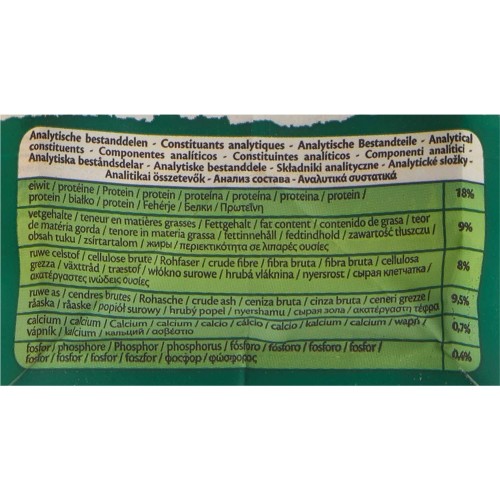 Analytische bestanddelen - Constituants analytiques - Analytische Bestandteile - Analytical
constituents - Componentes analíticos - Constituintes analíticos - Componenti analitici -
Analytiska beståndsdelar - Analytiske bestanddele - Składniki analityczne - Analytické složky -
Analitikai összetevők - Анализ состава - Αναλυτικά συστατικά
eiwit / protéine / Protein / protein / proteína / proteína / proteina / protein /
protein / białko / protein / Fehérje / Белки / Πρωτεΐνη
18%
vetgehalte / teneur en matières grasses / Fettgehalt / fat content / contenido de grasa / teor
de matéria gorda / tenore in materia grassa / fettinnehåll / fedtindhold / zawartość tłuszczu /
obsah tuku / zsírtartalom / жиры / περιεκτικότητα σε λιπαρές ουσίες
9%
ruwe celstof / cellulose brute / Rohfaser / crude fibre / fibra bruta / fibra bruta / cellulosa
grezza / växttråd / træstof / włókno surowe / hrubá vláknina / nyersrost / сырая клетчатка /
ακατέργαστες ινώδεις ουσίες
8%
ruwe as / cendres brutes / Rohasche / crude ash / ceniza bruta / cinza bruta / ceneri grezze /
råaska / råaske / popiół surowy / hrubý popel / nyershamu / сырая зола / ακατέργαστη τέφρα
9,5%
calcium / calcium / Calcium / calcium / calcio / cálcio / calcio / kalcium / calcium / wapń /
vápník / kalcium / кальций / ασβέστιο
0,7%
fosfor / phosphore / Phosphor / phosphorus / fósforo / fósforo / fosforo / fosfor /
fosfor / fosfor / fosfor / foszfor / фосфор / φώσφορος
0,4%